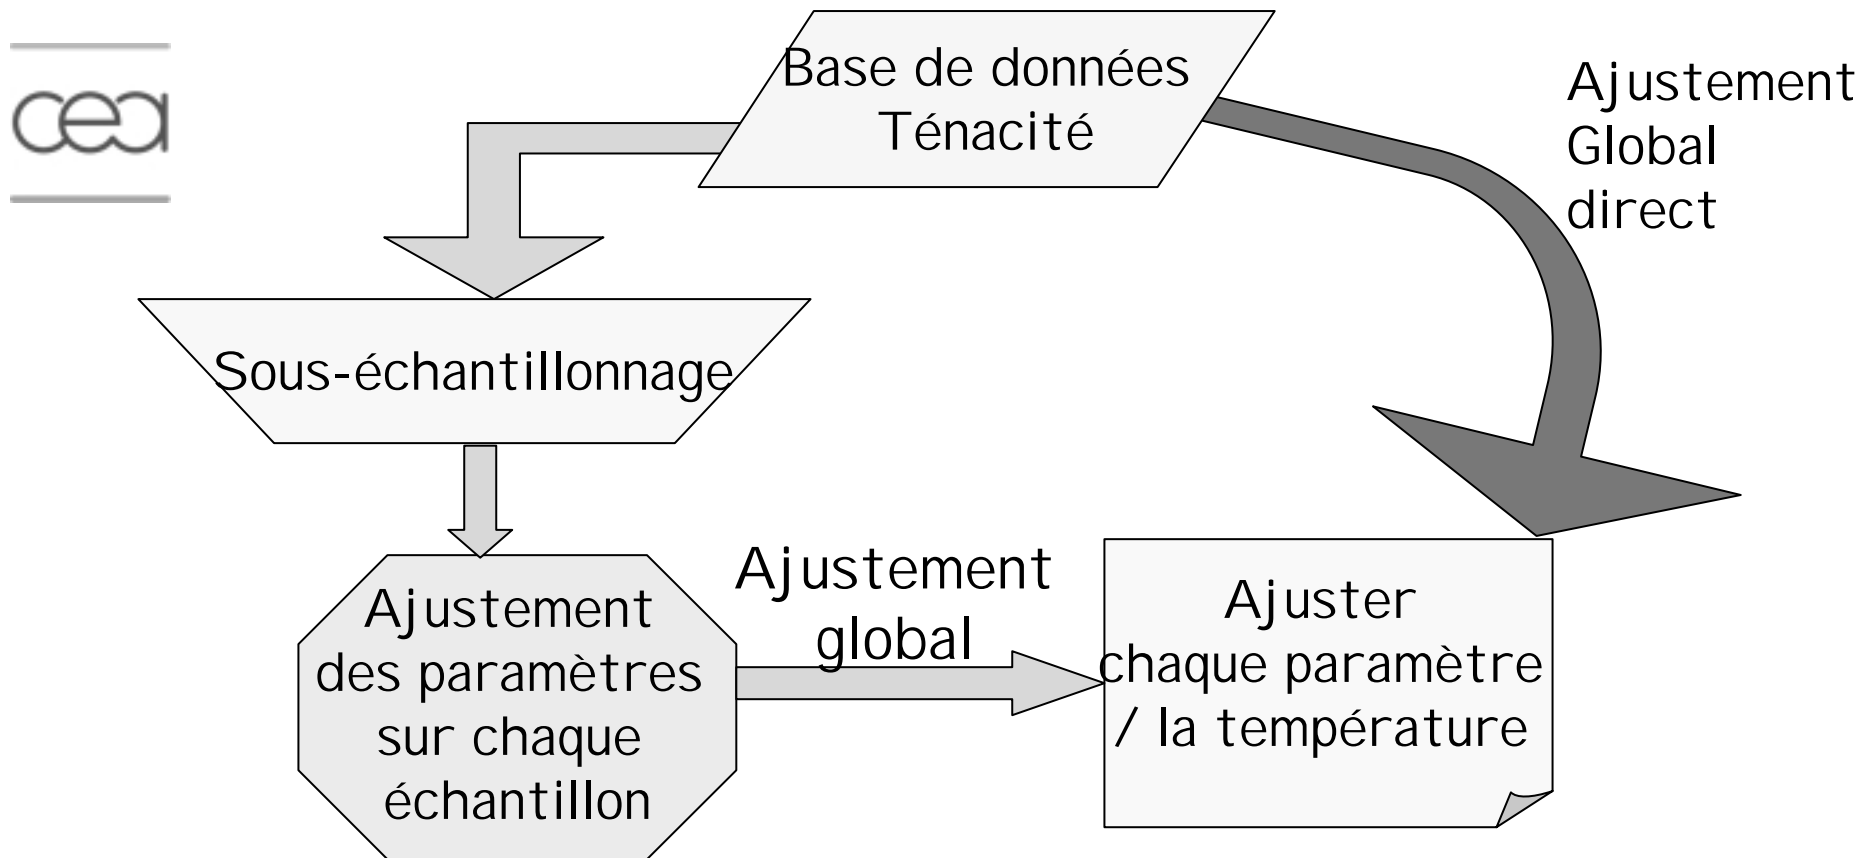 cea
Base de données
Ténacité
Ajustement
Global
direct
Sous-échantillonnage
Ajustement
des paramètres
sur chaque
échantillon
Ajustement
global
Ajuster
chaque paramètre
/ la température